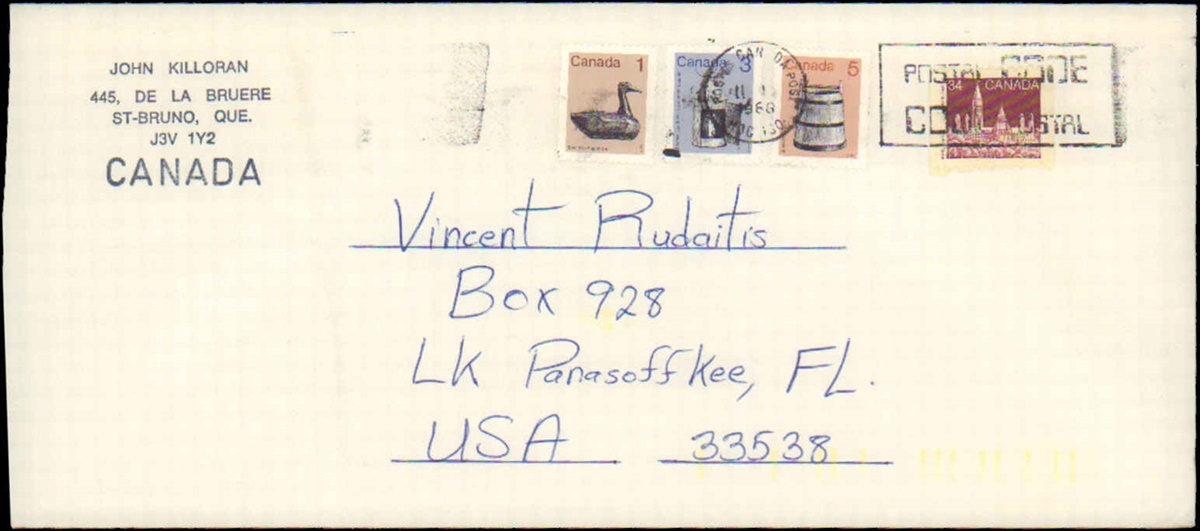 JOHN KILLORAN
445, DE LA BRUERE
ST-BRUNO, QUE.
J3V 1Y2
CANADA
Canada 1
Canada 3
Canada 5
34 CANADA
CAN
POSTAL CODE
CODE POSTAL
Vincent Rudaitis
Box 928
LK Panasoffkee, FL.
USA 33538